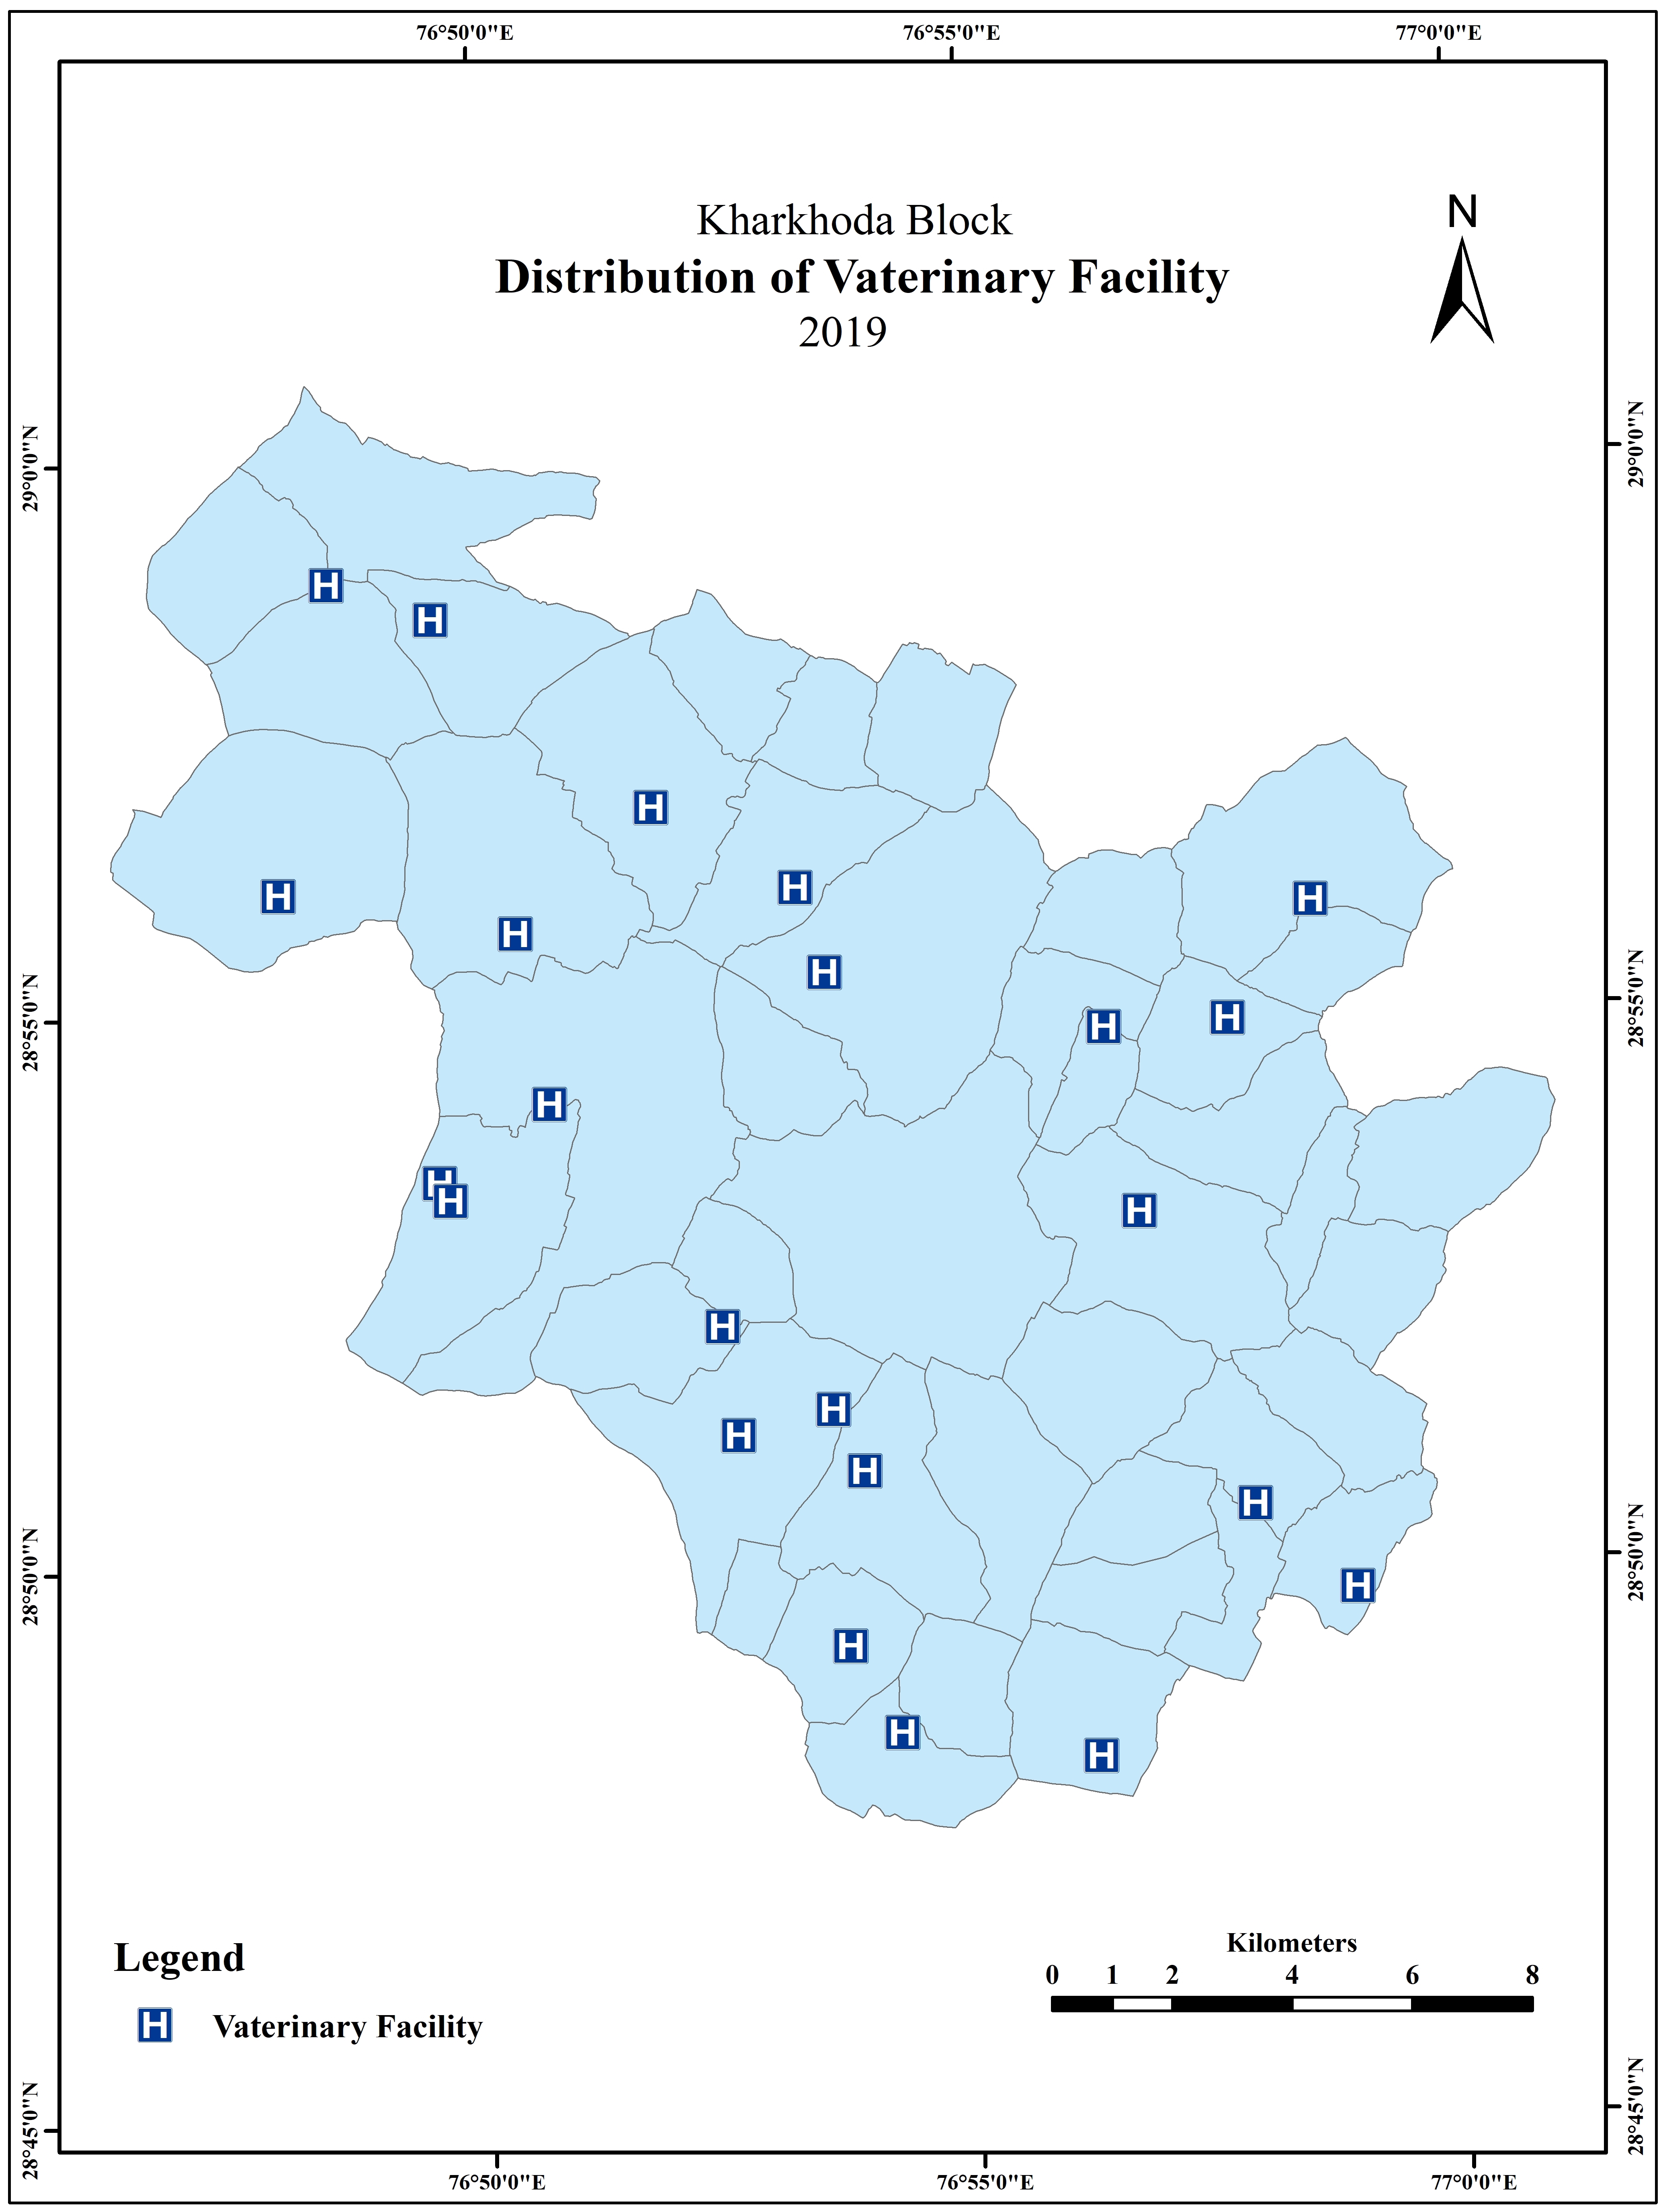 76°50'0"E 76°55'0"E 77°0'0"E
Kharkhoda Block
Distribution of Vaterinary Facility
2019
N
29°0'0"N 29°0'0"N
H
H
H
H
H
H
H
H
28°55'0"N 28°55'0"N
H
H
H
H
H
H
H
H
H
H
H
28°50'0"N 28°50'0"N
H
H
H
H
Legend
H Vaterinary Facility
Kilometers
0 1 2 4 6 8
28°45'0"N 28°45'0"N
76°50'0"E 76°55'0"E 77°0'0"E